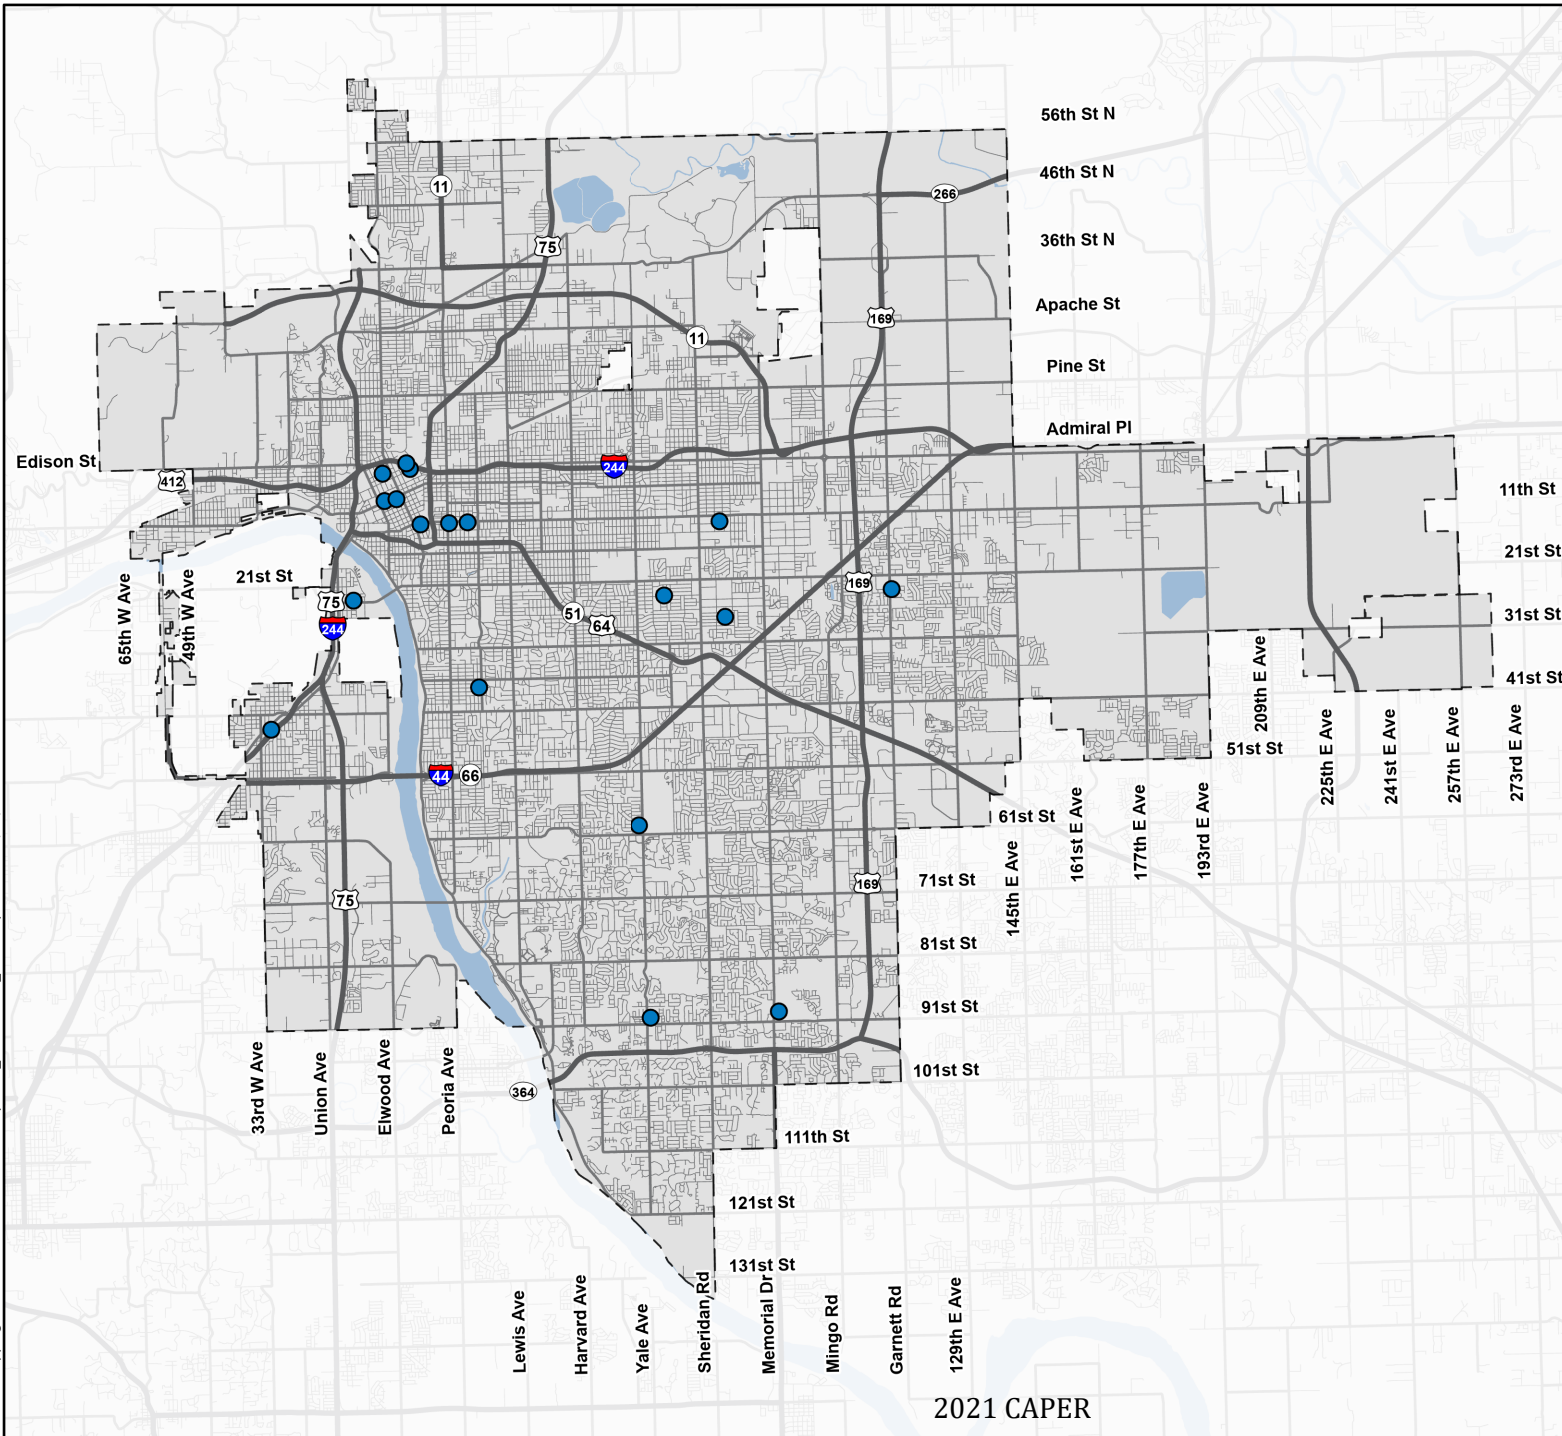 56th St N
46th St N
11
266
36th St N
75
Apache St
169
11
Pine St
Admiral Pl
Edison St
244
412
11th St
21st St
65th W Ave
49th W Ave
21st St
75
169
31st St
51
64
244
209th E Ave
41st St
51st St
225th E Ave
241st E Ave
257th E Ave
273rd E Ave
44
66
61st St
145th E Ave
161st E Ave
177th E Ave
193rd E Ave
71st St
169
75
81st St
91st St
33rd W Ave
Union Ave
Elwood Ave
Peoria Ave
101st St
364
111th St
121st St
131st St
Lewis Ave
Harvard Ave
Yale Ave
Sheridan Rd
Memorial Dr
Mingo Rd
Garnett Rd
129th E Ave
2021 CAPER